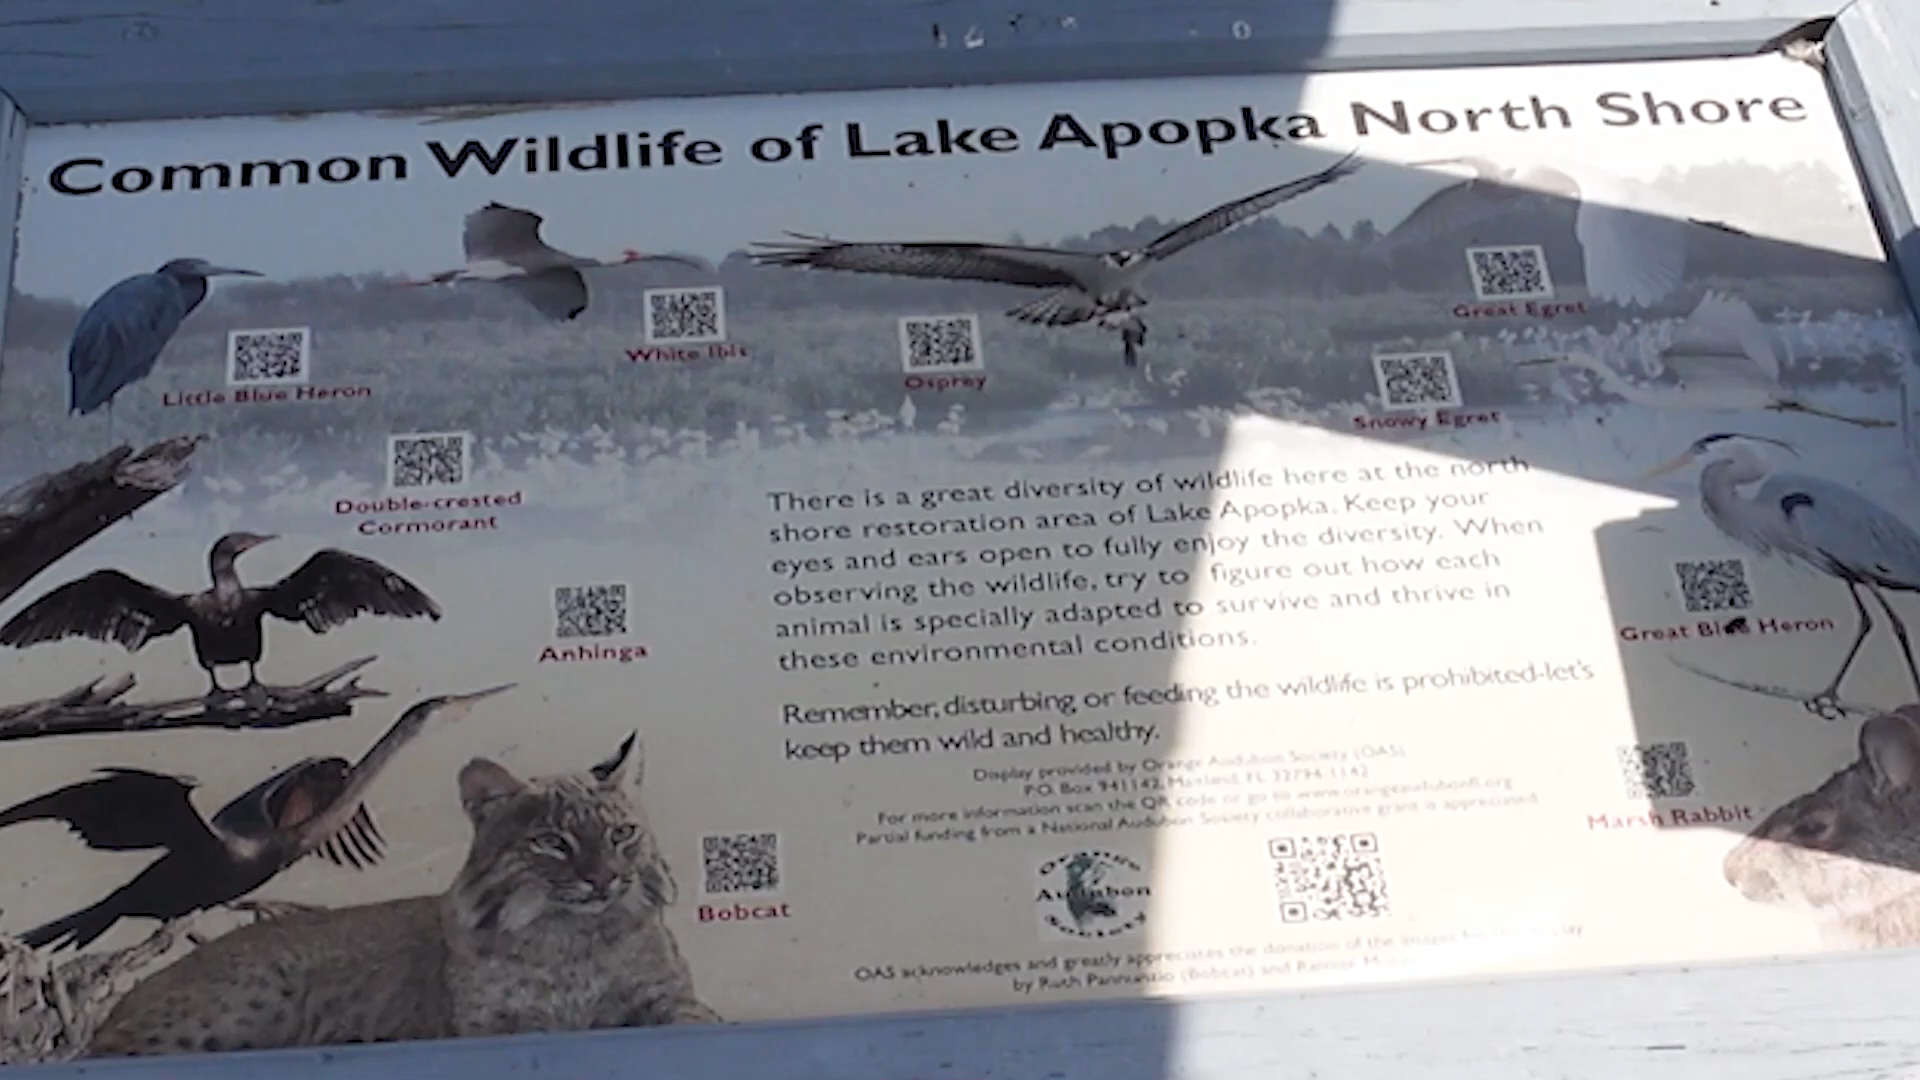 Common Wildlife of Lake Apopka North Shore
Great Egret
White Ibis
Osprey
Little Blue Heron
Snowy Egret
Double-crested
Cormorant
There is a great diversity of wildlife here at the north
shore restoration area of Lake Apopka. Keep your
eyes and ears open to fully enjoy the diversity. When
observing the wildlife, try to figure out how each
animal is specially adapted to survive and thrive in
these environmental conditions.
Anhinga
Great Blue Heron
Remember, disturbing or feeding the wildlife is prohibited-let's
keep them wild and healthy.
Display provided by Orange Audubon Society (OAS)
P.O. Box 941142, Maitland, FL 32794-1142
For more information scan the QR code or go to www.orangeaudubonfl.org
Partial funding from a National Audubon Society collaborative grant is appreciated
Marsh Rabbit
Bobcat
Orange
Audubon
Society
OAS acknowledges and greatly appreciates the donation of the images for this display
by Ruth Pannunzio (Bobcat) and